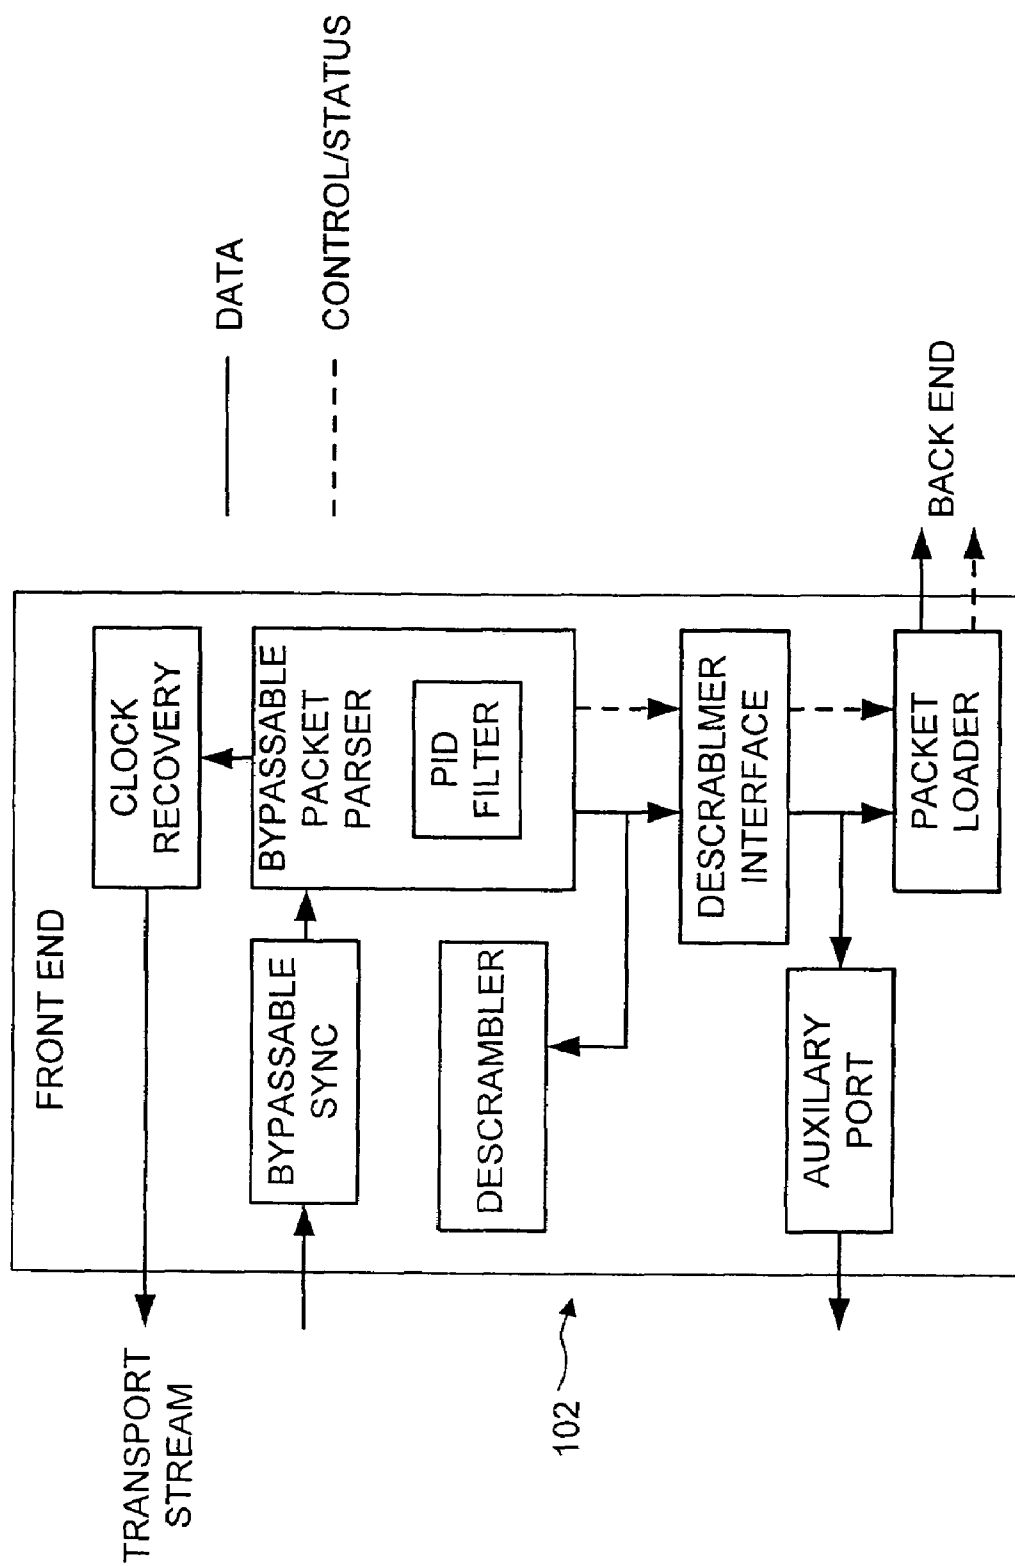 FRONT END
TRANSPORT
STREAM
CLOCK
RECOVERY
BYPASSABLE
SYNC
BYPASSABLE
PACKET
PARSER
PID
FILTER
DESCRAMBLER
DESCRABLMER
INTERFACE
AUXILARY
PORT
PACKET
LOADER
BACK END
DATA
CONTROL/STATUS
102